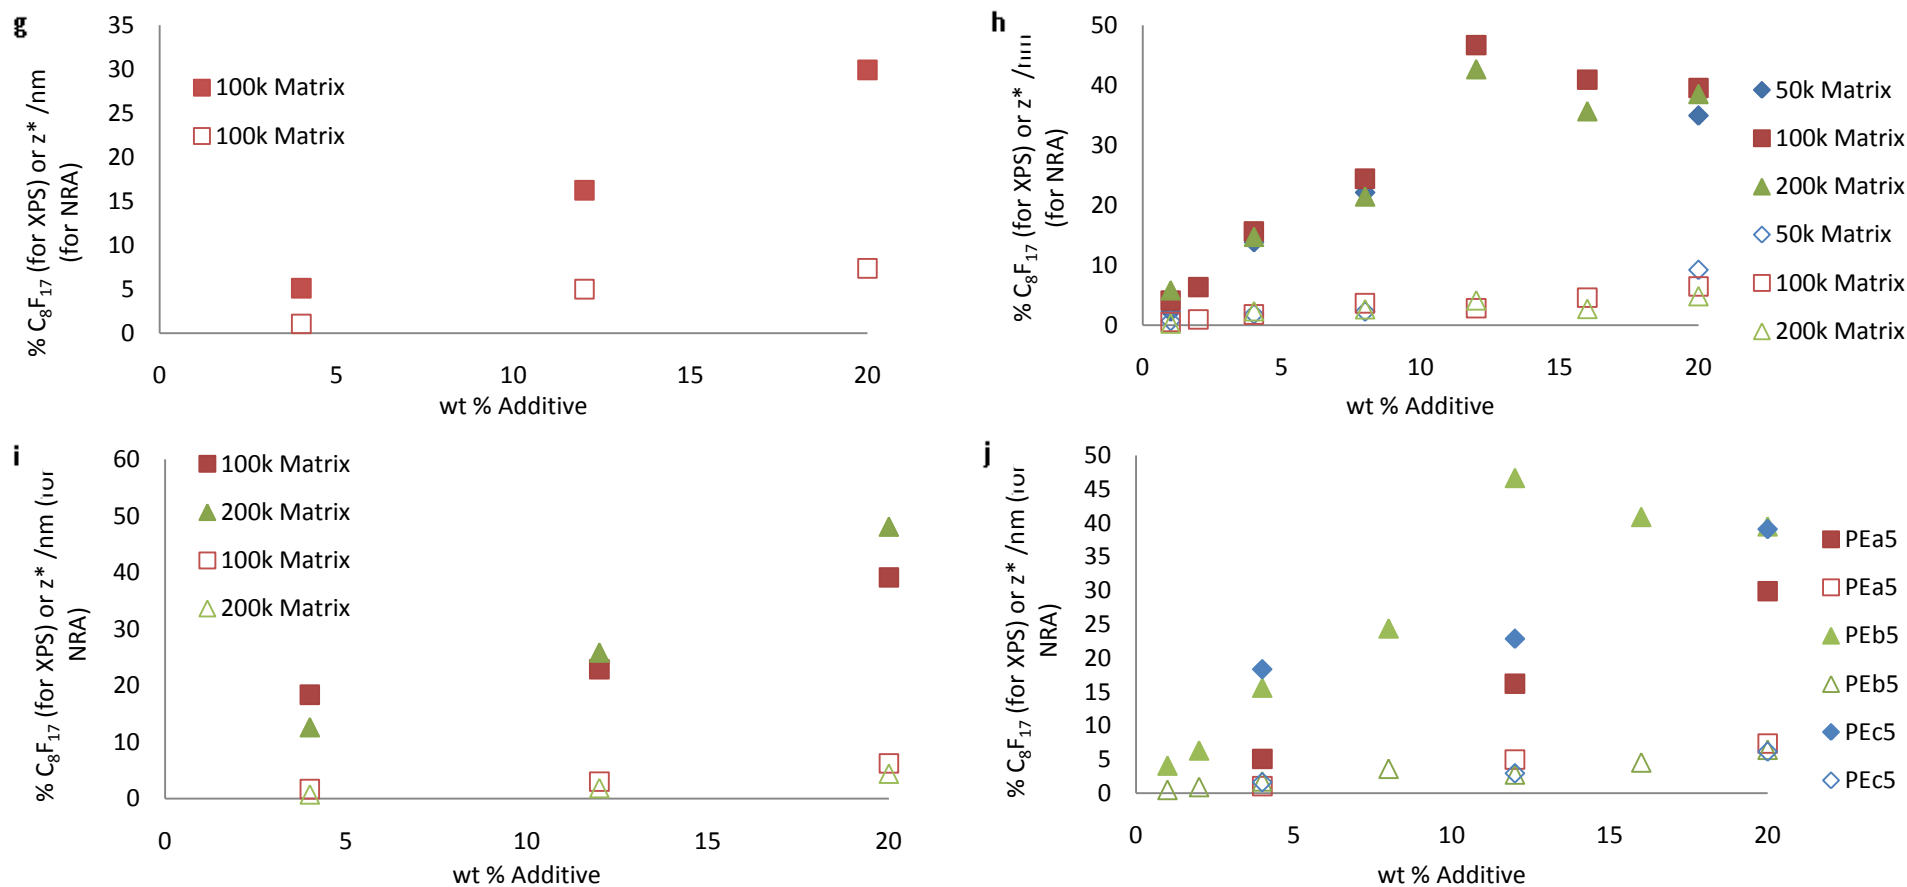 g
% C8F17 (for XPS) or z* /nm
(for NRA)
35
30
25
20
15
10
5
0
100k Matrix
100k Matrix
0 5 10 15 20
wt % Additive
h
% C8F17 (for XPS) or z* /nm
(for NRA)
50
40
30
20
10
0
50k Matrix
100k Matrix
200k Matrix
50k Matrix
100k Matrix
200k Matrix
0 5 10 15 20
wt % Additive
i
% C8F17 (for XPS) or z* /nm (for
NRA)
60
50
40
30
20
10
0
100k Matrix
200k Matrix
100k Matrix
200k Matrix
0 5 10 15 20
wt % Additive
j
% C8F17 (for XPS) or z* /nm (for
NRA)
50
45
40
35
30
25
20
15
10
5
0
PEa5
PEa5
PEb5
PEb5
PEc5
PEc5
0 5 10 15 20
wt % Additive